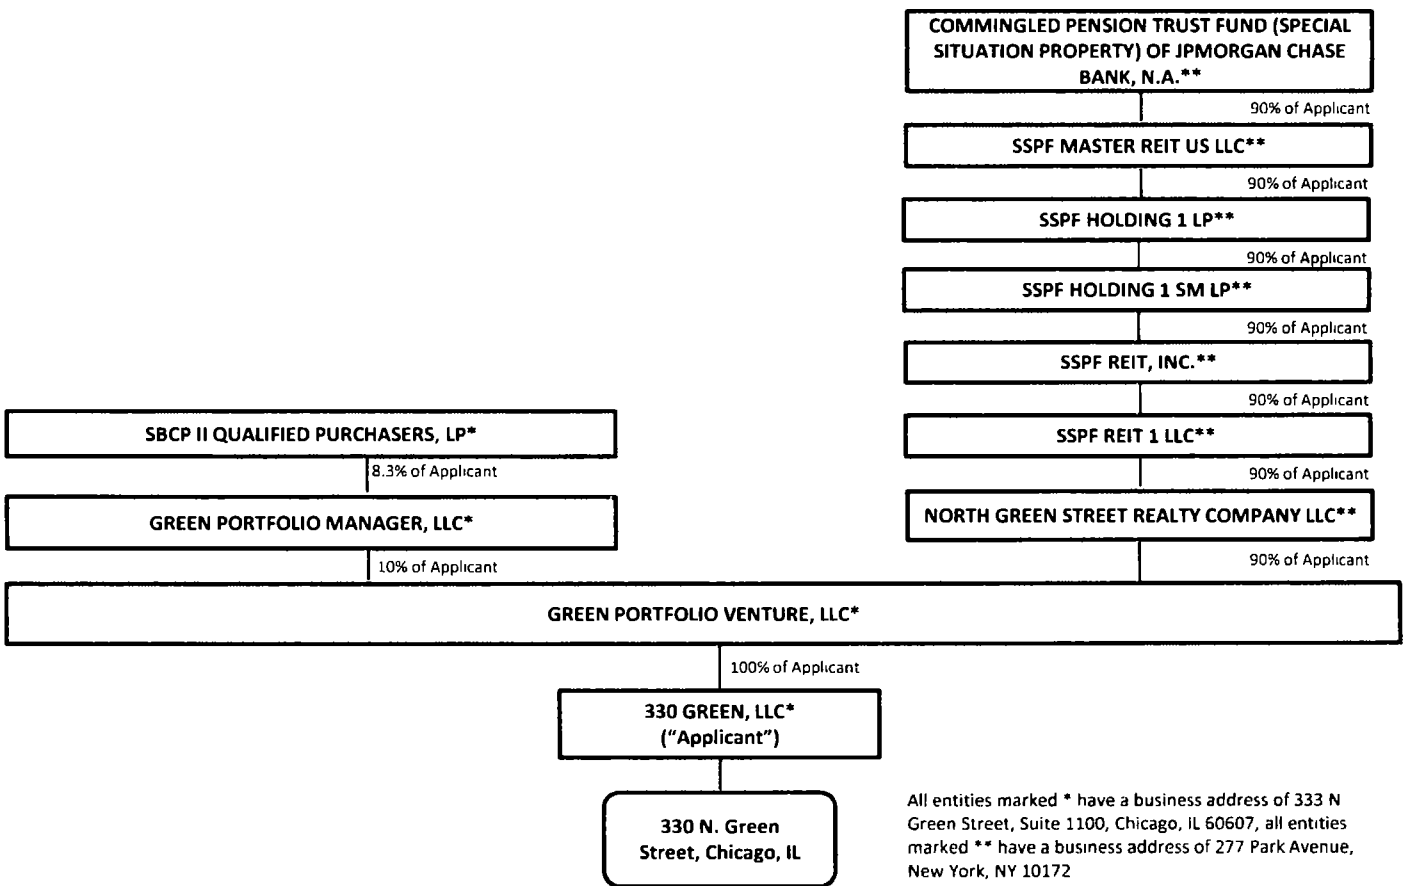 COMMINGLED PENSION TRUST FUND (SPECIAL
SITUATION PROPERTY) OF JPMORGAN CHASE
BANK, N.A.**
90% of Applicant
SSPF MASTER REIT US LLC**
90% of Applicant
SSPF HOLDING 1 LP**
90% of Applicant
SSPF HOLDING 1 SM LP**
90% of Applicant
SSPF REIT, INC.**
90% of Applicant
SSPF REIT 1 LLC**
90% of Applicant
NORTH GREEN STREET REALTY COMPANY LLC**
90% of Applicant
SBCP II QUALIFIED PURCHASERS, LP*
8.3% of Applicant
GREEN PORTFOLIO MANAGER, LLC*
10% of Applicant
GREEN PORTFOLIO VENTURE, LLC*
100% of Applicant
330 GREEN, LLC*
("Applicant")
330 N. Green
Street, Chicago, IL
All entities marked * have a business address of 333 N
Green Street, Suite 1100, Chicago, IL 60607, all entities
marked ** have a business address of 277 Park Avenue,
New York, NY 10172